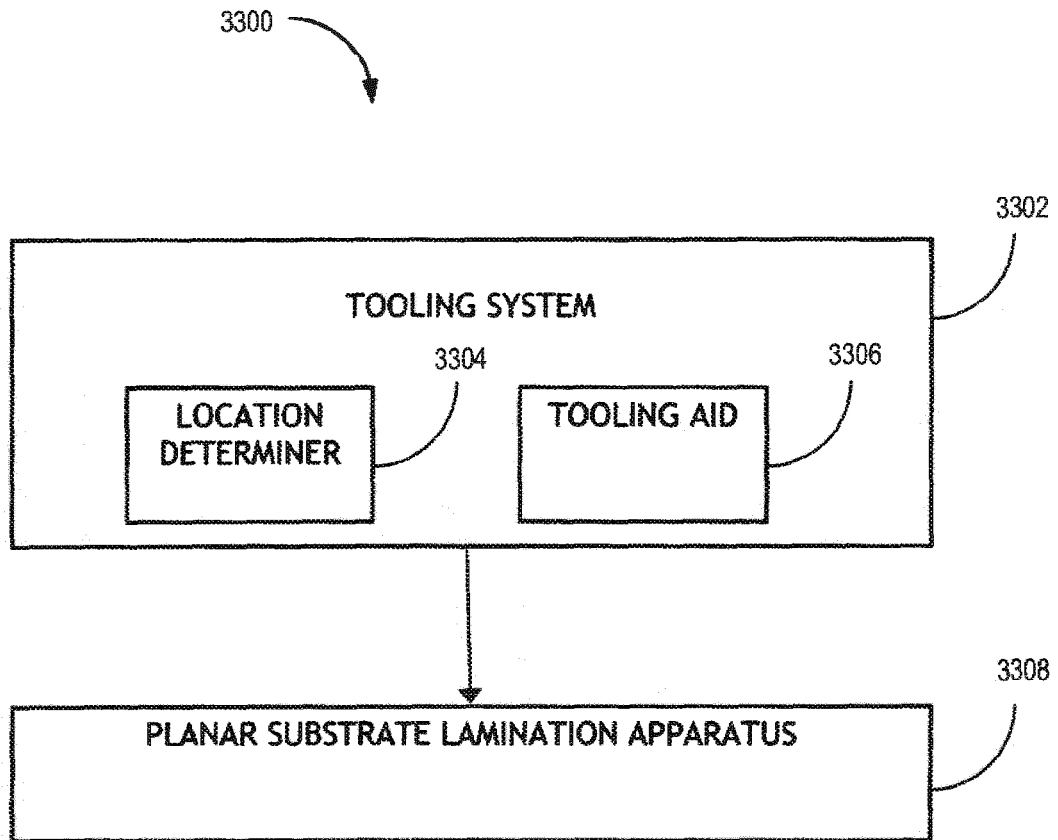 3300
3302
TOOLING SYSTEM
3304
3306
LOCATION
DETERMINER
TOOLING AID
3308
PLANAR SUBSTRATE LAMINATION APPARATUS